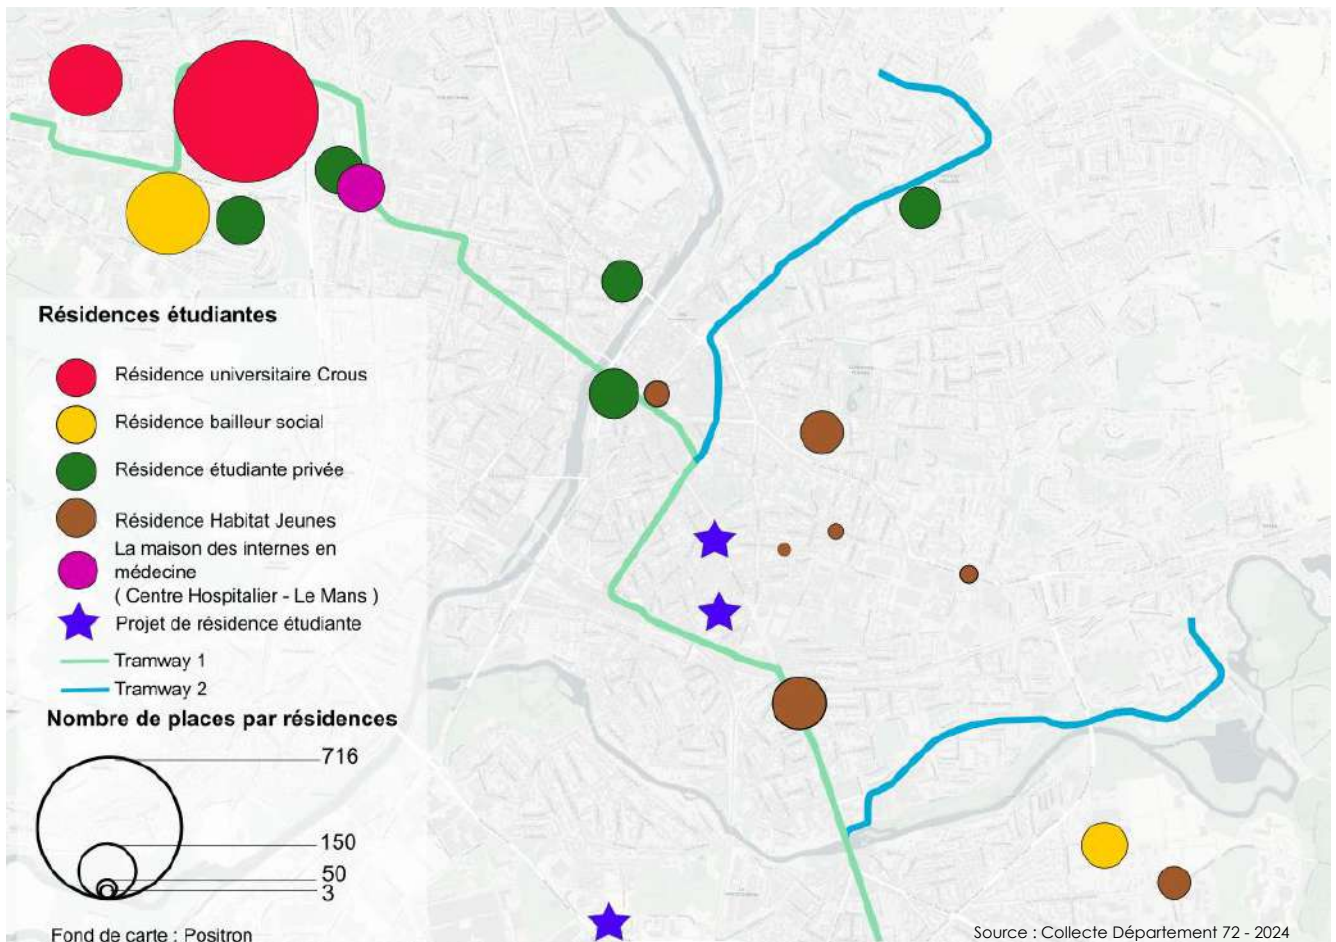 Résidences étudiantes
Résidence universitaire Crous
Résidence bailleur social
Résidence étudiante privée
Résidence Habitat Jeunes
La maison des internes en
médecine
( Centre Hospitalier - Le Mans )
Projet de résidence étudiante
Tramway 1
Tramway 2
Nombre de places par résidences
716
150
50
3
Fond de carte : Positron
Source : Collecte Département 72 - 2024